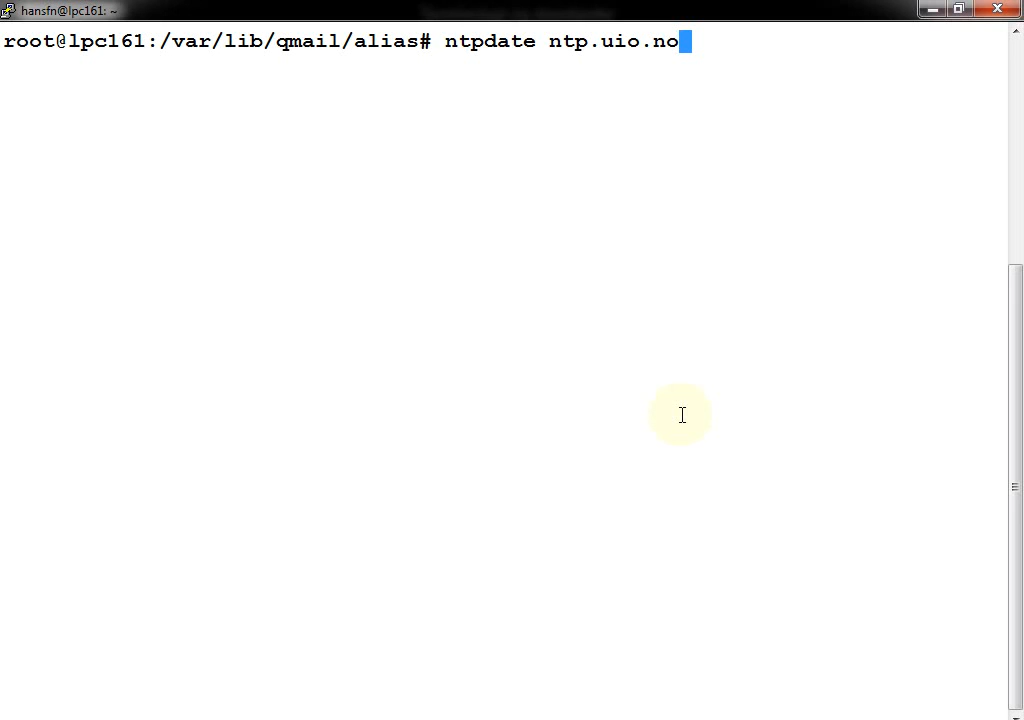 hansfn@lpc161: ~
root@lpc161:/var/lib/qmail/alias# ntpdate ntp.uio.no